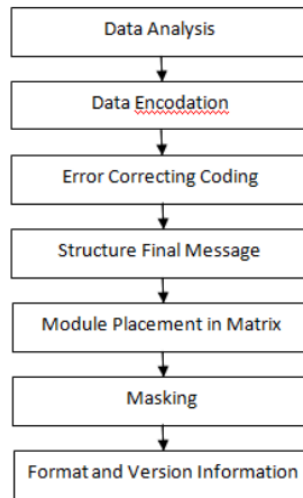 Data Analysis
Data Encodation
Error Correcting Coding
Structure Final Message
Module Placement in Matrix
Masking
Format and Version Information